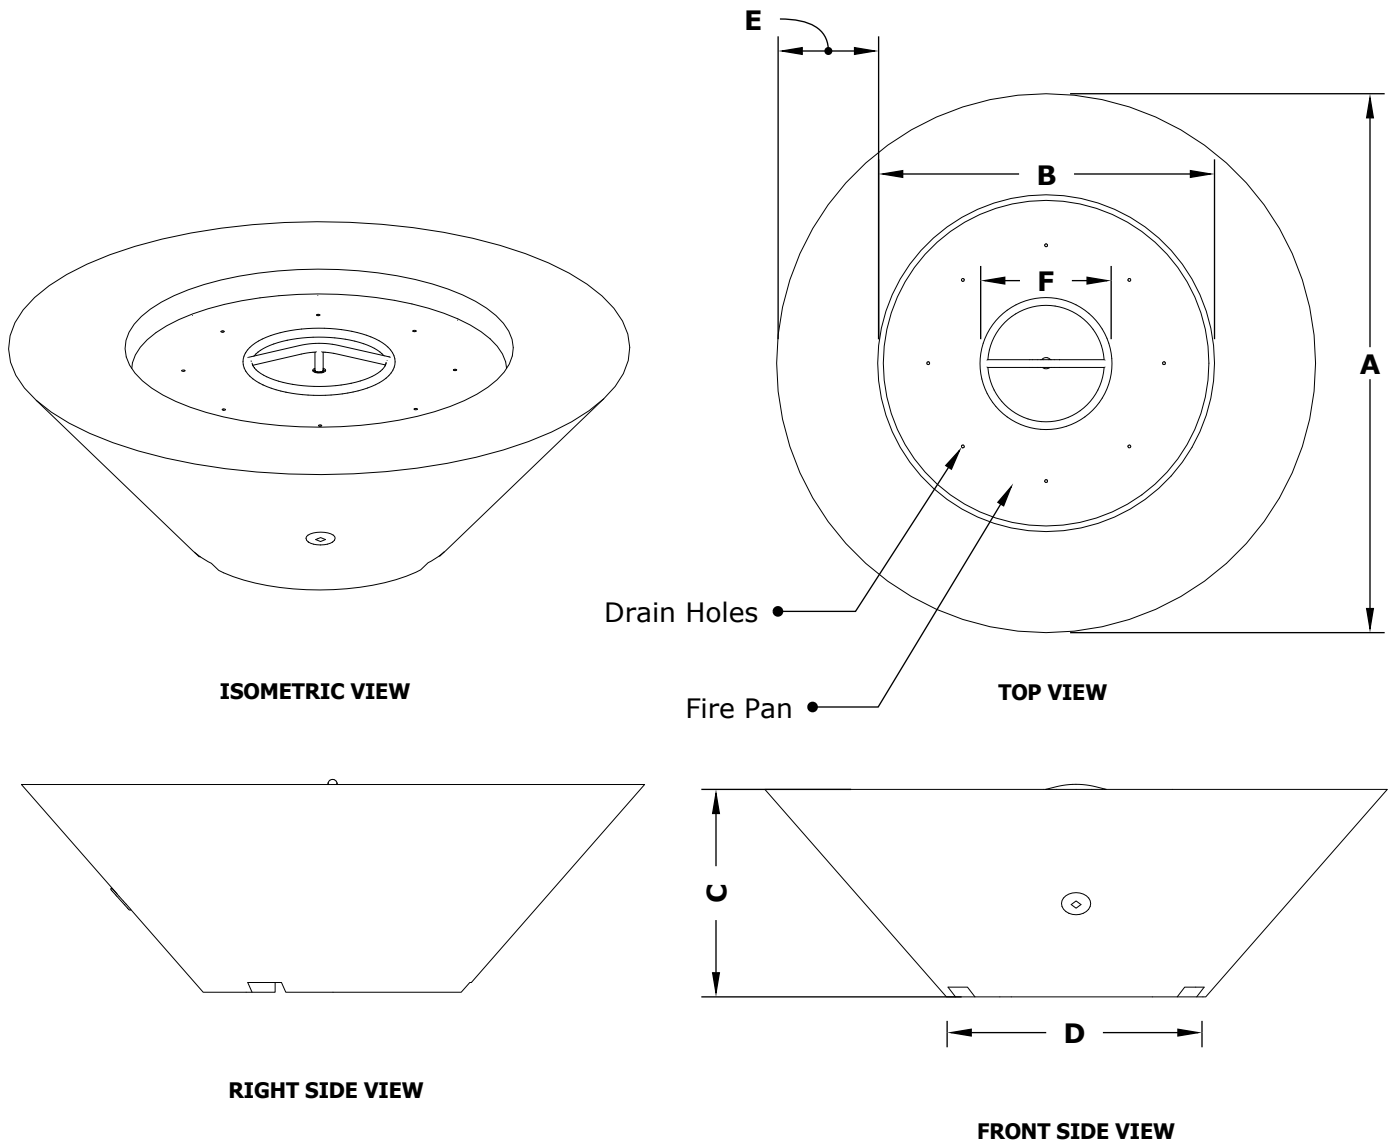 E
B
F
A
Drain Holes
ISOMETRIC VIEW
TOP VIEW
Fire Pan
C
D
RIGHT SIDE VIEW
FRONT SIDE VIEW